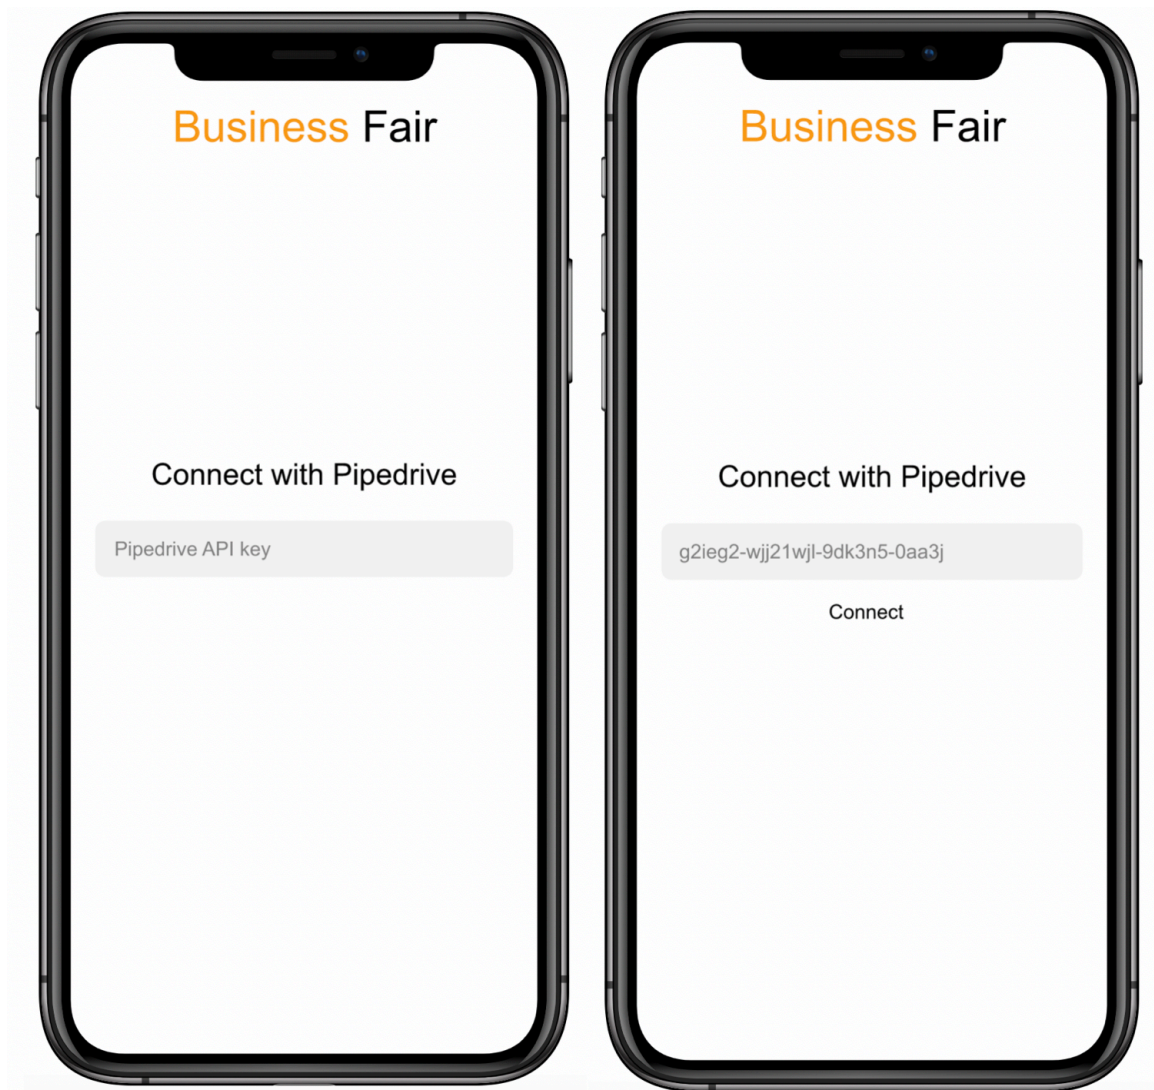 Business Fair
Connect with Pipedrive
Pipedrive API key
Business Fair
Connect with Pipedrive
g2ieg2-wjj21wjl-9dk3n5-0aa3j
Connect